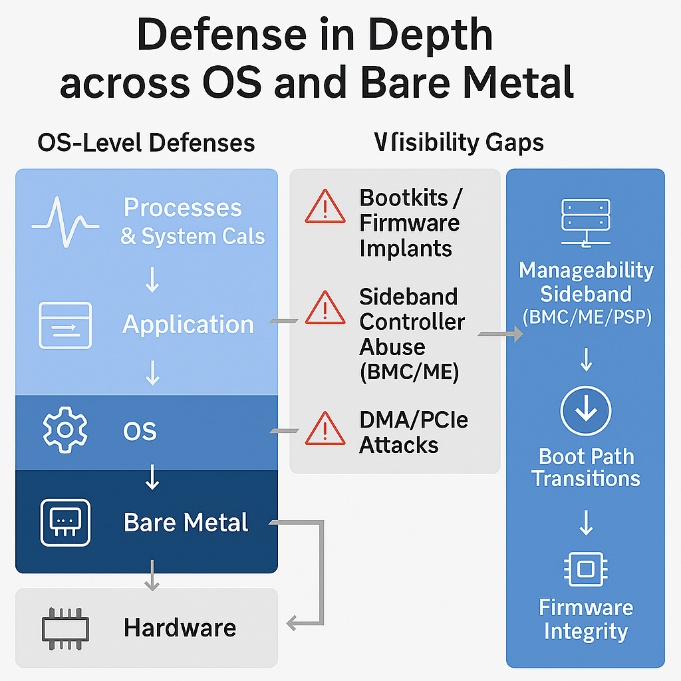 Defense in Depth
across OS and Bare Metal
OS-Level Defenses
Processes
& System Cals
Application
OS
Bare Metal
Hardware
Vſisibility Gaps
Bootkits /
Firmware
Implants
Sideband
Controller
Abuse
(BMC/ME)
DMA/PCIe
Attacks
Manageability
Sideband
(BMC/ME/PSP)
Boot Path
Transitions
Firmware
Integrity